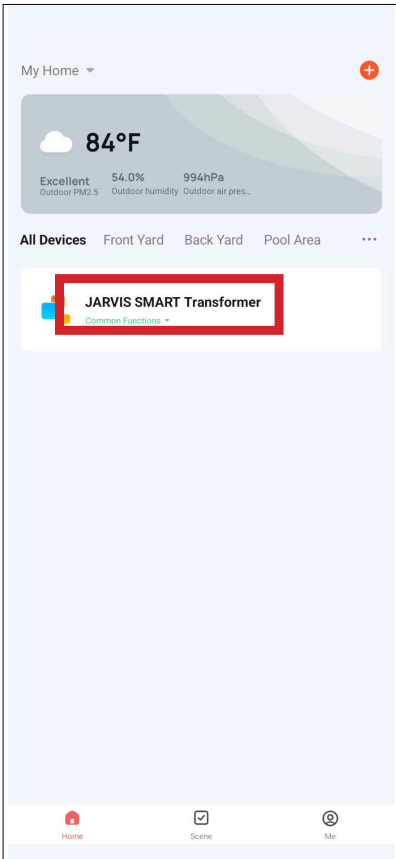 My Home
84°F
Excellent 54.0% 994hPa
Outdoor PM2.5 Outdoor humidity Outdoor air pres...
All Devices Front Yard Back Yard Pool Area ...
JARVIS SMART Transformer
Common Functions
Home Scene Me